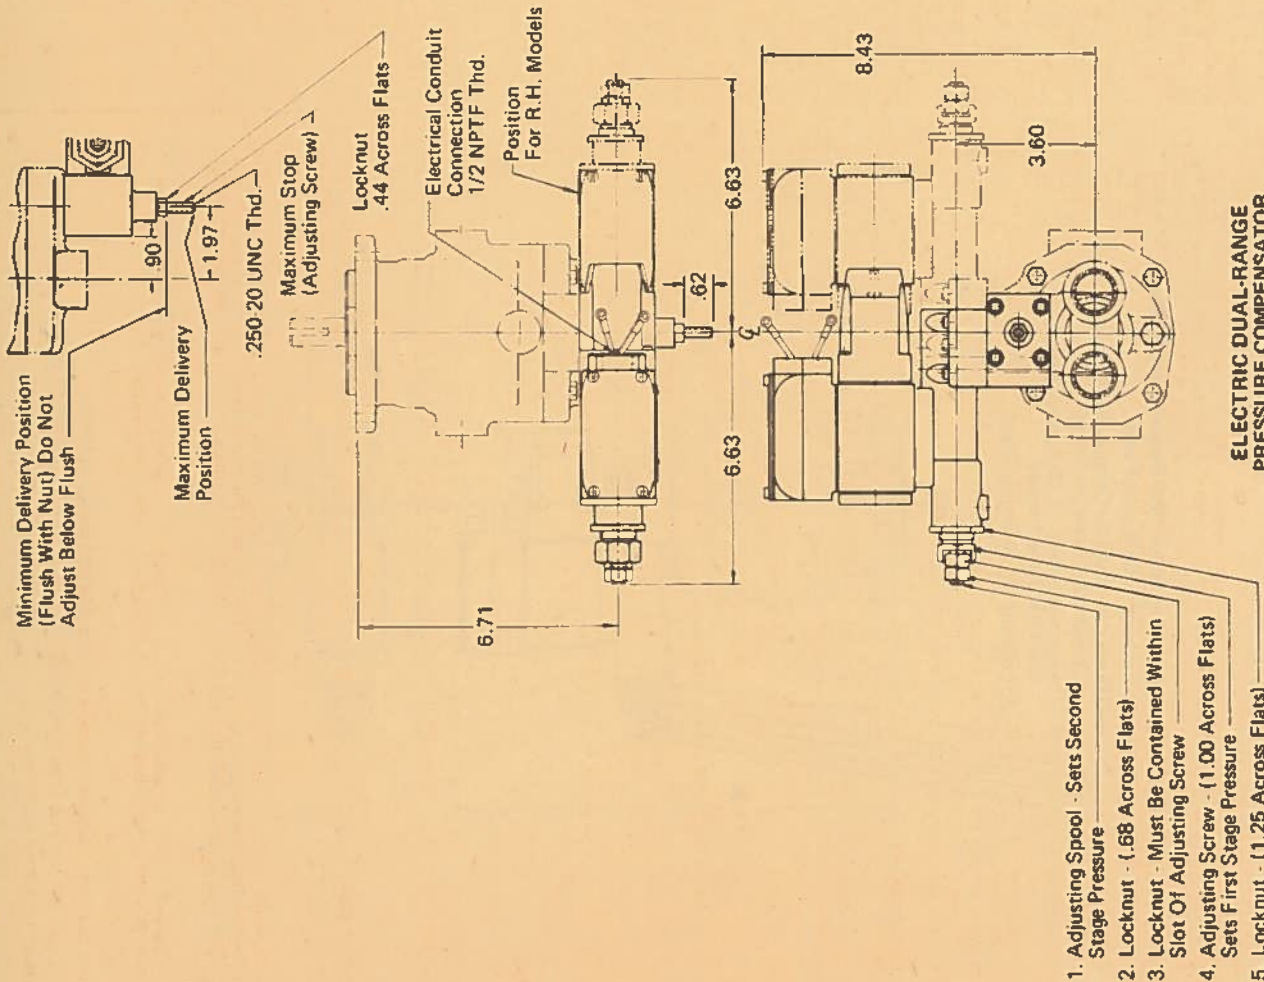 Minimum Delivery Position
(Flush With Nut) Do Not
Adjust Below Flush
.90
1.97
Maximum Delivery
Position
.250-20 UNC Thd.
Maximum Stop
(Adjusting Screw)
Locknut
.44 Across Flats
Electrical Conduit
Connection
1/2 NPTF Thd.
Position
For R.H. Models
6.71
.62
6.63
6.63
8.43
3.60
1. Adjusting Spool - Sets Second
Stage Pressure
2. Locknut - (.68 Across Flats)
3. Locknut - Must Be Contained Within
Slot Of Adjusting Screw
4. Adjusting Screw - (1.00 Across Flats)
Sets First Stage Pressure
5. Locknut - (1.25 Across Flats)
ELECTRIC DUAL-RANGE
PRESSURE COMPENSATOR